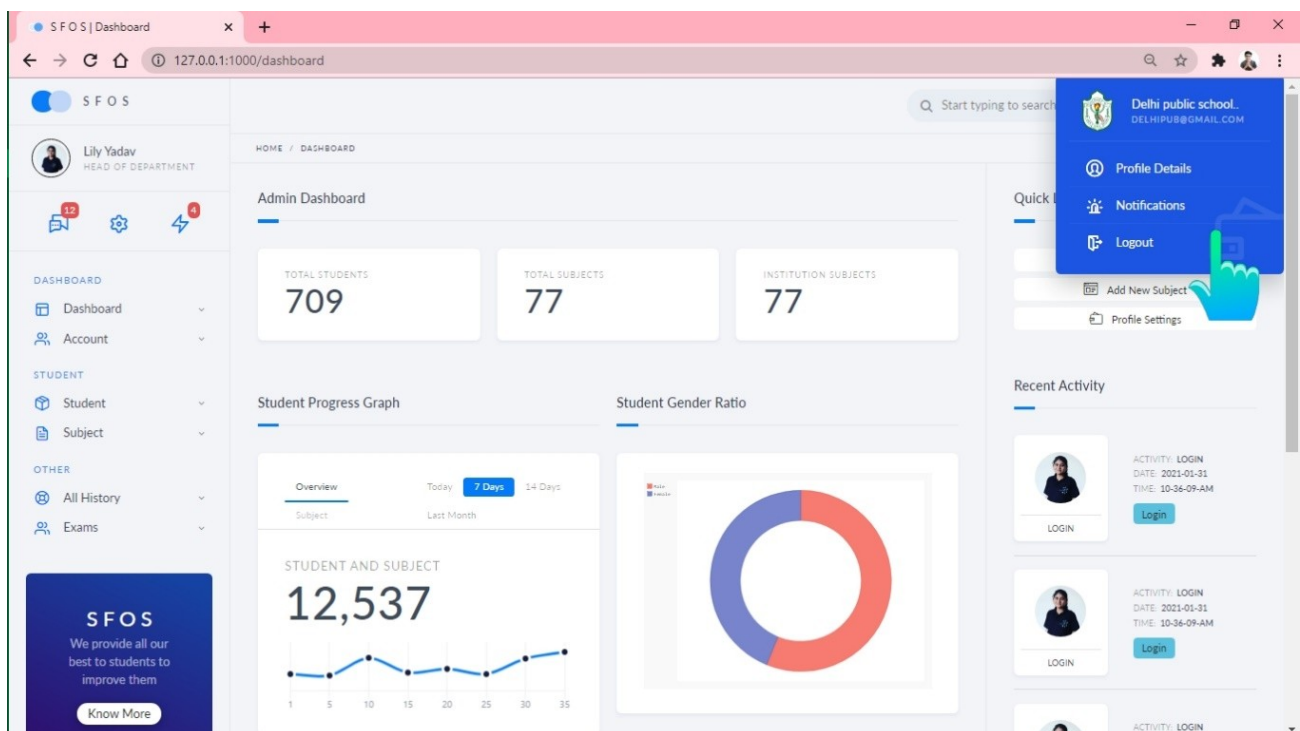 S F O S | Dashboard
127.0.0.1:1000/dashboard
S F O S
Start typing to search
Delhi public school..
DELHIPUB@GMAIL.COM
Lily Yadav
HEAD OF DEPARTMENT
HOME / DASHBOARD
Profile Details
Notifications
Logout
12
4
Admin Dashboard
Quick
TOTAL STUDENTS
709
TOTAL SUBJECTS
77
INSTITUTION SUBJECTS
77
Add New Subject
Profile Settings
DASHBOARD
Dashboard
Account
STUDENT
Student
Subject
OTHER
All History
Exams
SFOS
We provide all our
best to students to
improve them
Know More
Student Progress Graph
Overview
Today
7 Days
14 Days
Subject
Last Month
STUDENT AND SUBJECT
12,537
1 5 10 15 20 25 30 35
Student Gender Ratio
Recent Activity
LOGIN
ACTIVITY: LOGIN
DATE: 2021-01-31
TIME: 10-36-09-AM
Login
LOGIN
ACTIVITY: LOGIN
DATE: 2021-01-31
TIME: 10-36-09-AM
Login
ACTIVITY: LOGIN